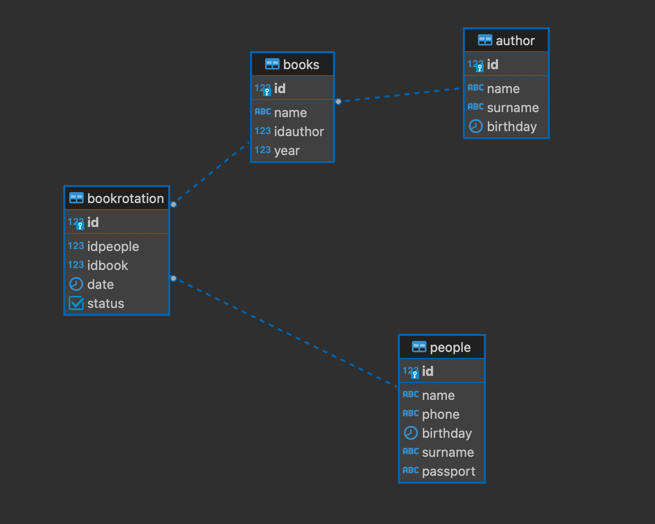 author
123 id
ABC name
ABC surname
birthday
books
123 id
ABC name
123 idauthor
123 year
bookrotation
123 id
123 idpeople
123 idbook
date
status
people
123 id
ABC name
ABC phone
birthday
ABC surname
ABC passport